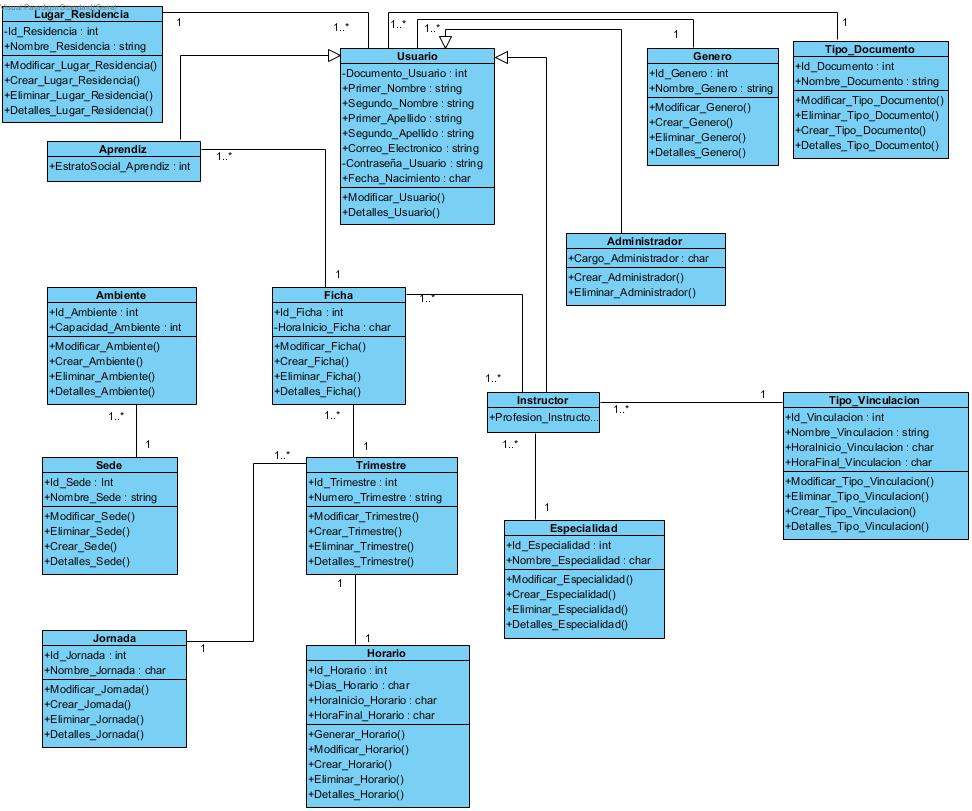 Lugar_Residencia
-Id_Residencia : int
+Nombre_Residencia : string
+Modificar_Lugar_Residencia()
+Crear_Lugar_Residencia()
+Eliminar_Lugar_Residencia()
+Detalles_Lugar_Residencia()
1
1..*
1..*
1..*
1
1
Usuario
-Documento_Usuario : int
+Primer_Nombre : string
+Segundo_Nombre : string
+Primer_Apellido : string
+Segundo_Apellido : string
+Correo_Electronico : string
-Contraseña_Usuario : string
+Fecha_Nacimiento : char
+Modificar_Usuario()
+Detalles_Usuario()
Genero
+Id_Genero : int
+Nombre_Genero : string
+Modificar_Genero()
+Crear_Genero()
+Eliminar_Genero()
+Detalles_Genero()
Tipo_Documento
+Id_Documento : int
+Nombre_Documento : string
+Modificar_Tipo_Documento()
+Eliminar_Tipo_Documento()
+Crear_Tipo_Documento()
+Detalles_Tipo_Documento()
Aprendiz
+EstratoSocial_Aprendiz : int
1..*
1
Administrador
+Cargo_Administrador : char
+Crear_Administrador()
+Eliminar_Administrador()
Ambiente
+Id_Ambiente : int
+Capacidad_Ambiente : int
+Modificar_Ambiente()
+Crear_Ambiente()
+Eliminar_Ambiente()
+Detalles_Ambiente()
1..*
1
Ficha
+Id_Ficha : int
-HoraInicio_Ficha : char
+Modificar_Ficha()
+Crear_Ficha()
+Eliminar_Ficha()
+Detalles_Ficha()
1..*
1..*
1..*
1
Instructor
+Profesion_Instructo...
1..*
1
1..*
1
Tipo_Vinculacion
+Id_Vinculacion : int
+Nombre_Vinculacion : string
+HoraInicio_Vinculacion : char
+HoraFinal_Vinculacion : char
+Modificar_Tipo_Vinculacion()
+Eliminar_Tipo_Vinculacion()
+Crear_Tipo_Vinculacion()
+Detalles_Tipo_Vinculacion()
Sede
+Id_Sede : Int
+Nombre_Sede : string
+Modificar_Sede()
+Eliminar_Sede()
+Crear_Sede()
+Detalles_Sede()
1..*
Trimestre
+Id_Trimestre : int
+Numero_Trimestre : string
+Modificar_Trimestre()
+Crear_Trimestre()
+Eliminar_Trimestre()
+Detalles_Trimestre()
1
1
Especialidad
+Id_Especialidad : int
+Nombre_Especialidad : char
+Modificar_Especialidad()
+Crear_Especialidad()
+Eliminar_Especialidad()
+Detalles_Especialidad()
Jornada
+Id_Jornada : int
+Nombre_Jornada : char
+Modificar_Jornada()
+Crear_Jornada()
+Eliminar_Jornada()
+Detalles_Jornada()
1
Horario
+Id_Horario : int
+Dias_Horario : char
+HoraInicio_Horario : char
+HoraFinal_Horario : char
+Generar_Horario()
+Modificar_Horario()
+Crear_Horario()
+Eliminar_Horario()
+Detalles_Horario()